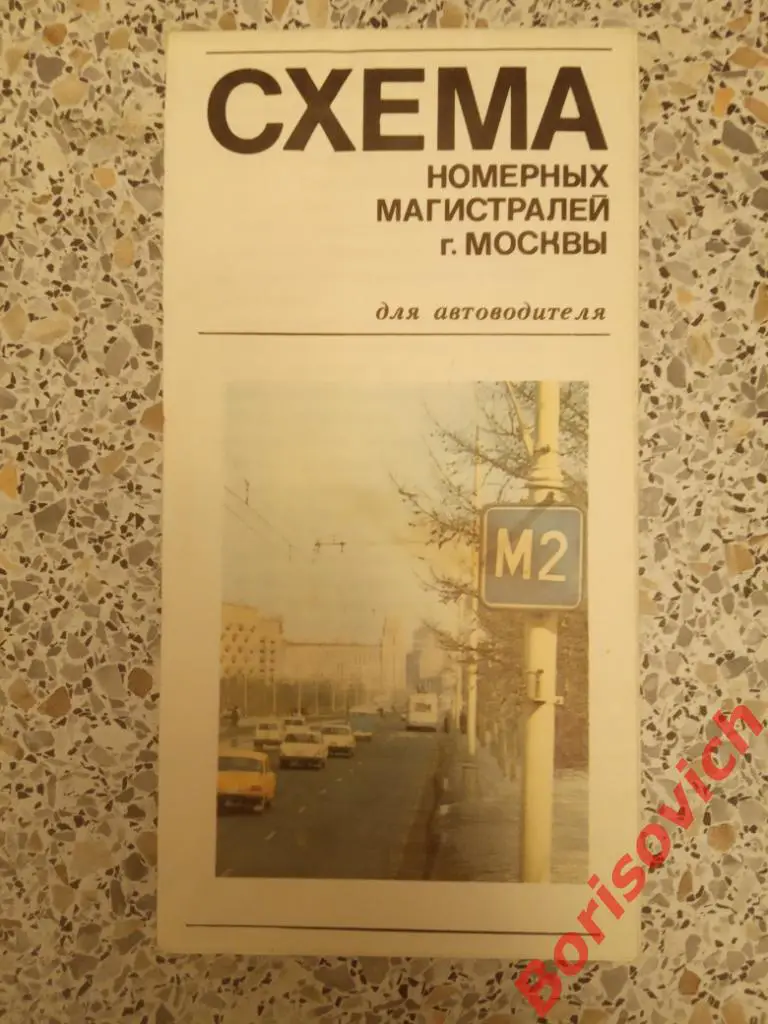 СХЕМА
НОМЕРНЫХ
МАГИСТРАЛЕЙ
г. МОСКВЫ
для автоводителя
М2
Borisovich